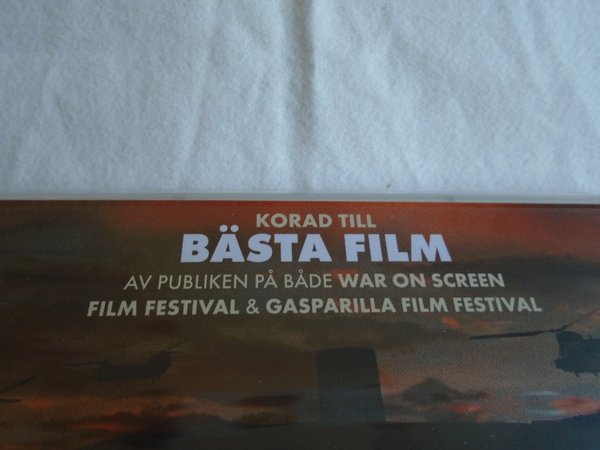 KORAD TILL
BÄSTA FILM
AV PUBLIKEN PÅ BÅDE WAR ON SCREEN
FILM FESTIVAL & GASPARILLA FILM FESTIVAL